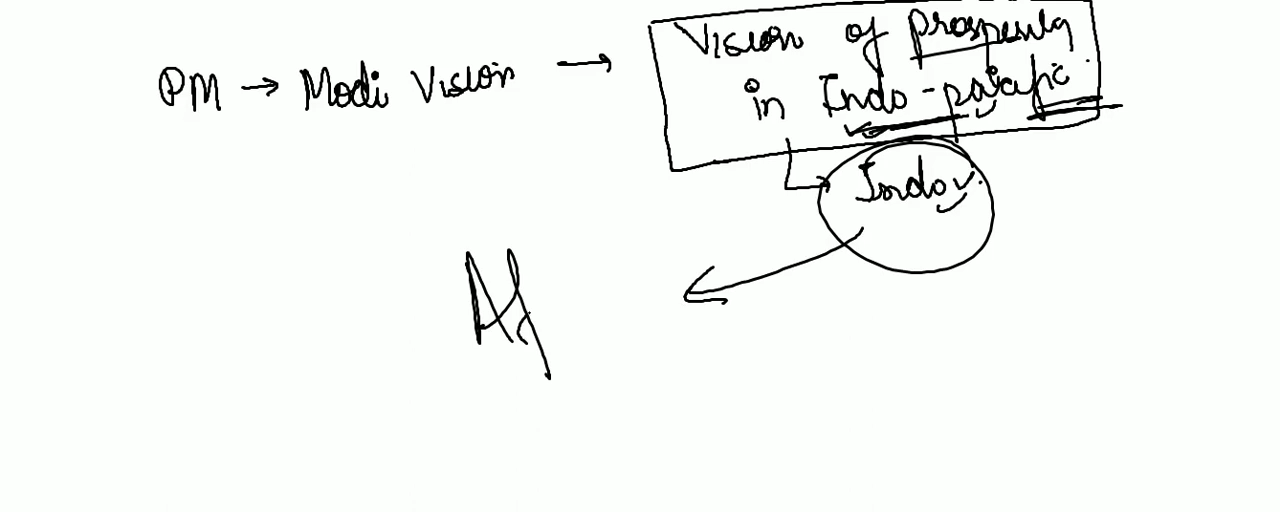 PM → Modi Vision →
Vision of prosperity
in Indo-pacific
Indo